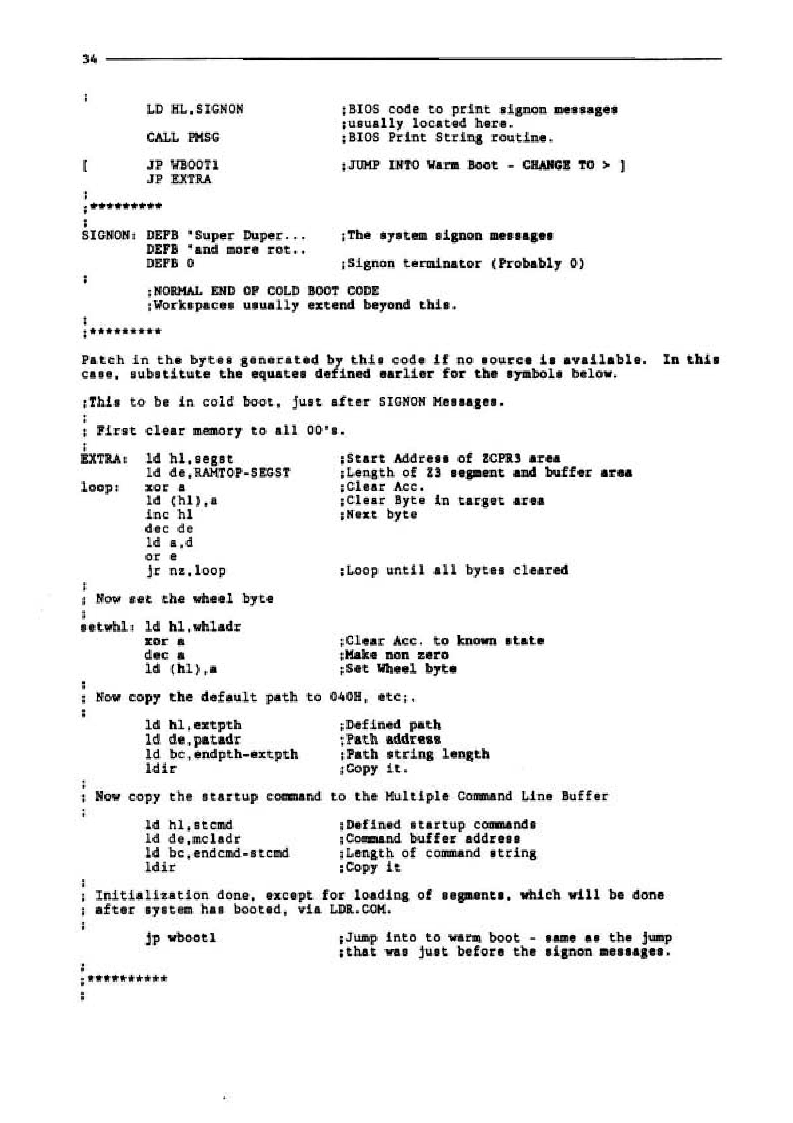 34
;
LD HL,SIGNON ;BIOS code to print signon messages
;usually located here.
CALL PMSG ;BIOS Print String routine.
[ JP WBOOT1 ;JUMP INTO Warm Boot - CHANGE TO > ]
JP EXTRA
;
;*********
;
SIGNON: DEFB 'Super Duper... ;The system signon messages
DEFB 'and more rot..
DEFB 0 ;Signon terminator (Probably 0)
;
;NORMAL END OF COLD BOOT CODE
;Workspaces usually extend beyond this.
;
;*********
Patch in the bytes generated by this code if no source is available. In this
case, substitute the equates defined earlier for the symbols below.
;This to be in cold boot, just after SIGNON Messages.
;
; First clear memory to all 00's.
;
EXTRA: ld hl,segst ;Start Address of ZCPR3 area
ld de,RAMTOP-SEGST ;Length of Z3 segment and buffer area
loop: xor a ;Clear Acc.
ld (hl),a ;Clear Byte in target area
inc hl ;Next byte
dec de
ld a,d
or e
jr nz,loop ;Loop until all bytes cleared
;
; Now set the wheel byte
;
setwhl: ld hl,whladr
xor a ;Clear Acc. to known state
dec a ;Make non zero
ld (hl),a ;Set Wheel byte
;
; Now copy the default path to 040H, etc;.
;
ld hl,extpth ;Defined path
ld de,patadr ;Path address
ld bc,endpth-extpth ;Path string length
ldir ;Copy it.
;
; Now copy the startup command to the Multiple Command Line Buffer
;
ld hl,stcmd ;Defined startup commands
ld de,mcladr ;Command buffer address
ld bc,endcmd-stcmd ;Length of command string
ldir ;Copy it
;
; Initialization done, except for loading of segments, which will be done
; after system has booted, via LDR.COM.
;
jp wboot1 ;Jump into to warm boot - same as the jump
;that was just before the signon messages.
;
;**********
;